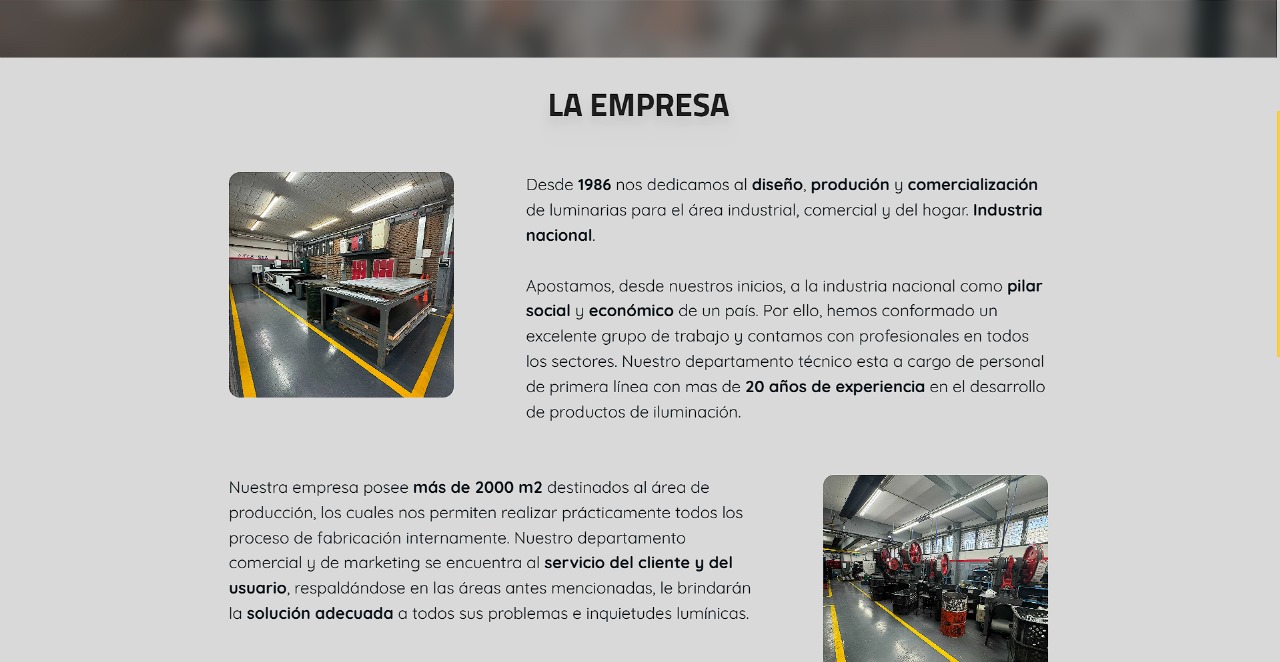 LA EMPRESA
Desde 1986 nos dedicamos al diseño, produción y comercialización
de luminarias para el área industrial, comercial y del hogar. Industria
nacional.
Apostamos, desde nuestros inicios, a la industria nacional como pilar
social y económico de un país. Por ello, hemos conformado un
excelente grupo de trabajo y contamos con profesionales en todos
los sectores. Nuestro departamento técnico esta a cargo de personal
de primera línea con mas de 20 años de experiencia en el desarrollo
de productos de iluminación.
Nuestra empresa posee más de 2000 m2 destinados al área de
producción, los cuales nos permiten realizar prácticamente todos los
proceso de fabricación internamente. Nuestro departamento
comercial y de marketing se encuentra al servicio del cliente y del
usuario, respaldándose en las áreas antes mencionadas, le brindarán
la solución adecuada a todos sus problemas e inquietudes lumínicas.